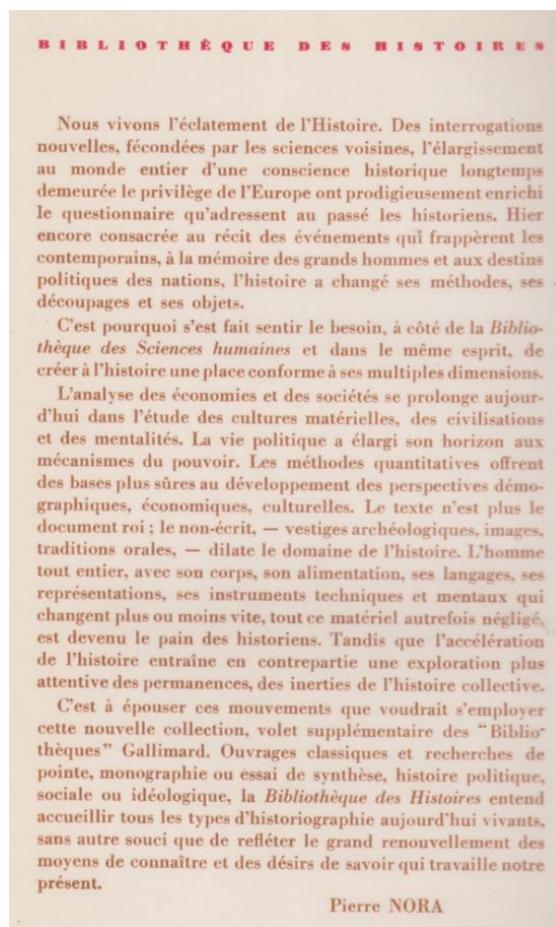 BIBLIOTHÈQUE DES HISTOIRES
Nous vivons l'éclatement de l'Histoire. Des interrogations
nouvelles, fécondées par les sciences voisines, l'élargissement
au monde entier d'une conscience historique longtemps
demeurée le privilège de l'Europe ont prodigieusement enrichi
le questionnaire qu'adressent au passé les historiens. Hier
encore consacrée au récit des événements qui frappèrent les
contemporains, à la mémoire des grands hommes et aux destins
politiques des nations, l'histoire a changé ses méthodes, ses
découpages et ses objets.
C'est pourquoi s'est fait sentir le besoin, à côté de la Biblio-
thèque des Sciences humaines et dans le même esprit, de
créer à l'histoire une place conforme à ses multiples dimensions.
L'analyse des économies et des sociétés se prolonge aujour-
d'hui dans l'étude des cultures matérielles, des civilisations
et des mentalités. La vie politique a élargi son horizon aux
mécanismes du pouvoir. Les méthodes quantitatives offrent
des bases plus sûres au développement des perspectives démo-
graphiques, économiques, culturelles. Le texte n'est plus le
document roi ; le non-écrit, — vestiges archéologiques, images,
traditions orales, — dilate le domaine de l'histoire. L'homme
tout entier, avec son corps, son alimentation, ses langages, ses
représentations, ses instruments techniques et mentaux qui
changent plus ou moins vite, tout ce matériel autrefois négligé,
est devenu le pain des historiens. Tandis que l'accélération
de l'histoire entraîne en contrepartie une exploration plus
attentive des permanences, des inerties de l'histoire collective.
C'est à épouser ces mouvements que voudrait s'employer
cette nouvelle collection, volet supplémentaire des "Biblio-
thèques" Gallimard. Ouvrages classiques et recherches de
pointe, monographie ou essai de synthèse, histoire politique,
sociale ou idéologique, la Bibliothèque des Histoires entend
accueillir tous les types d'historiographie aujourd'hui vivants,
sans autre souci que de refléter le grand renouvellement des
moyens de connaître et des désirs de savoir qui travaille notre
présent.
Pierre NORA